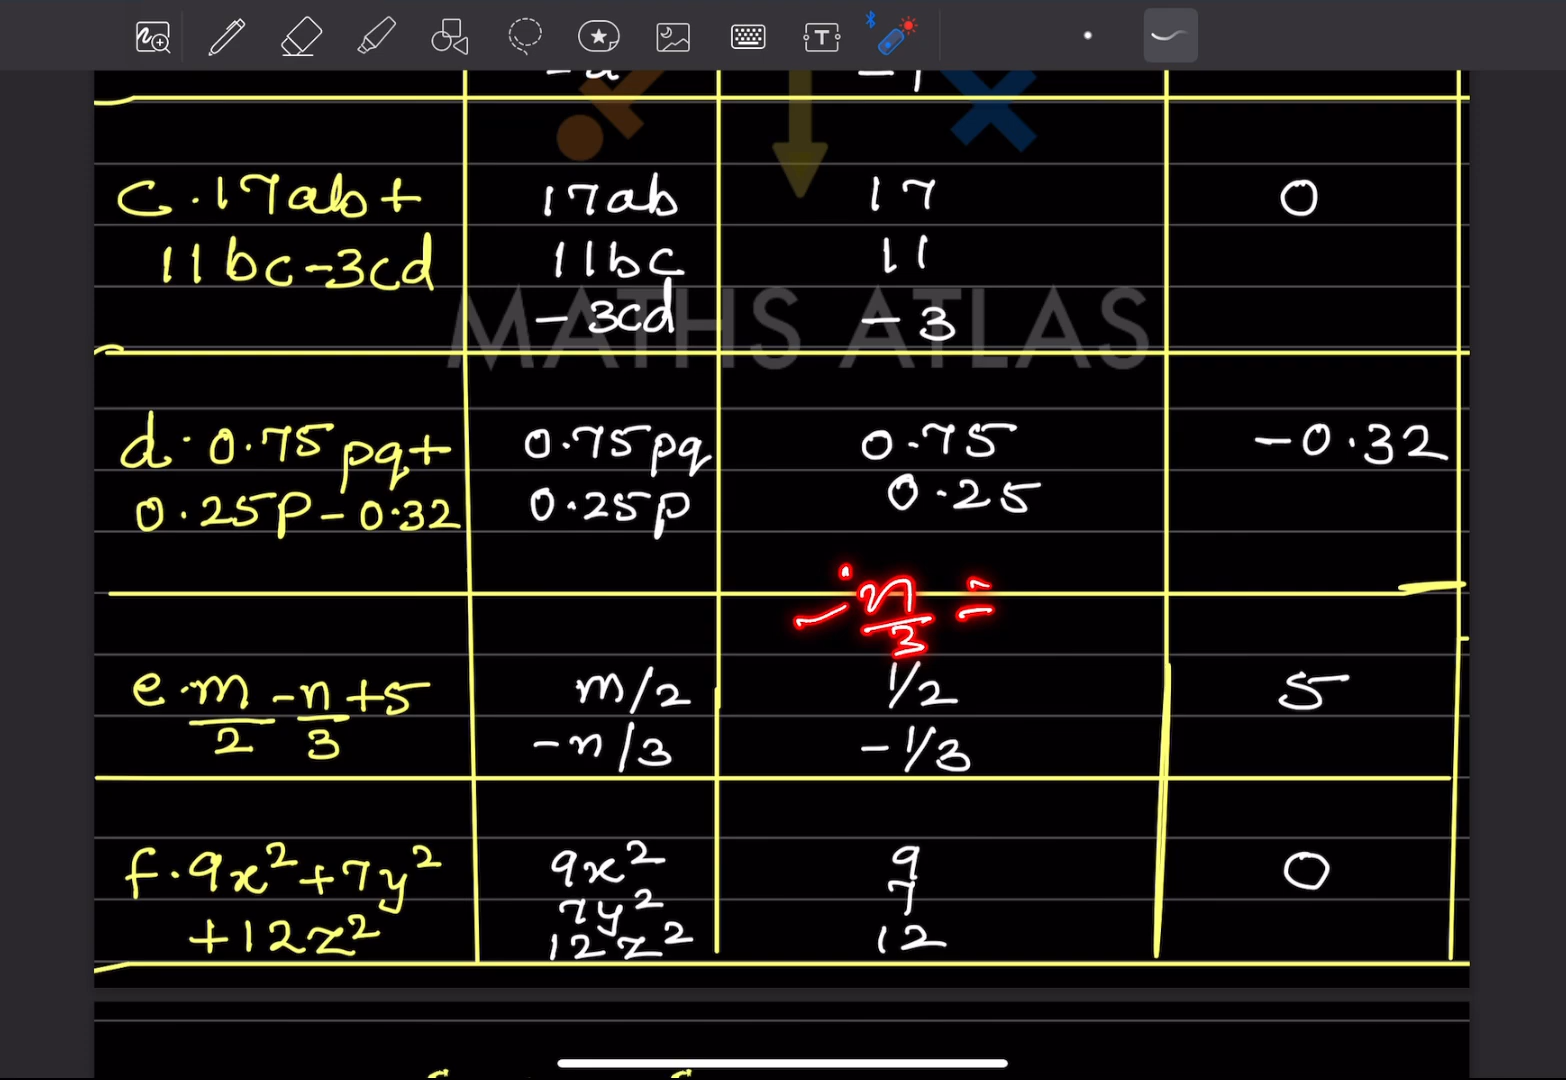 c. 17ab + 17ab 17 0
11bc - 3cd 11bc 11
- 3cd - 3
MATHS ATLAS
d. 0.75 pq + 0.75pq 0.75 -0.32
0.25P - 0.32 0.25p 0.25
- n/3 =
e. m/2 - n/3 + 5 m/2 1/2 5
-n/3 - 1/3
f. 9x² + 7y² 9x² 9 0
7y² 7
+12z² 12z² 12